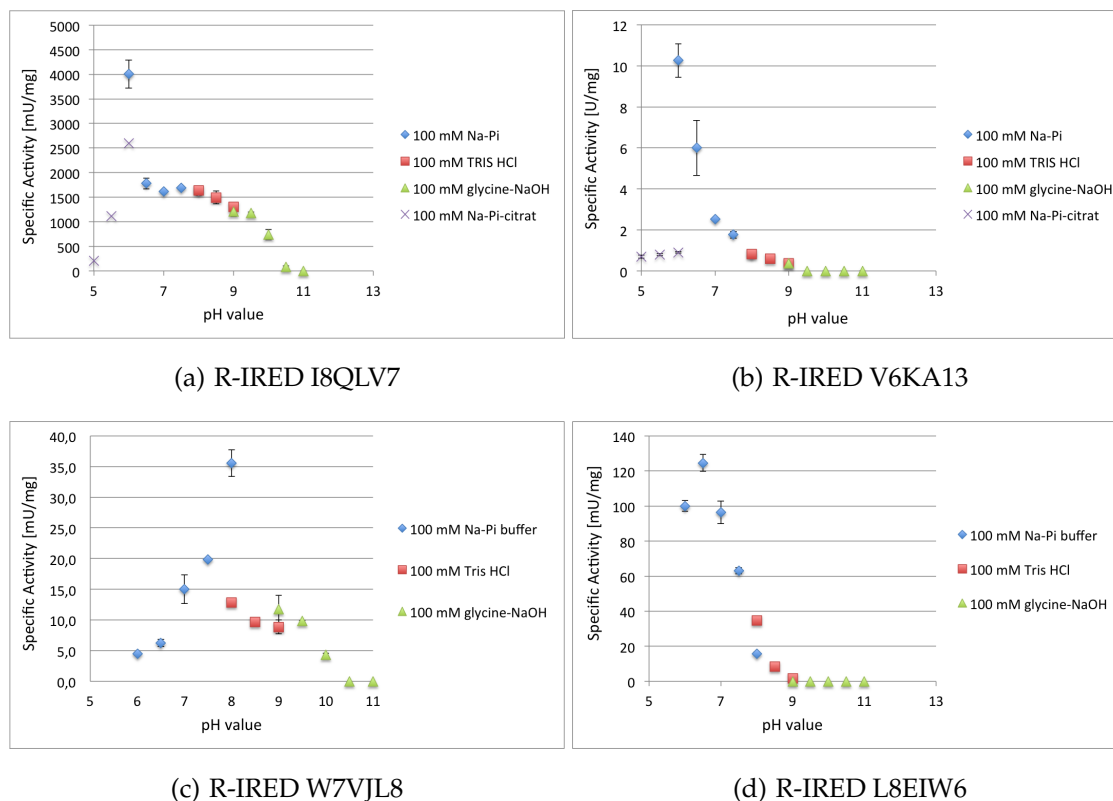 5000
4500
4000
3500
3000
2500
2000
1500
1000
500
0
Specific Activity [mU/mg]
5 7 9 11 13
pH value
100 mM Na-Pi
100 mM TRIS HCl
100 mM glycine-NaOH
100 mM Na-Pi-citrat
(a) R-IRED I8QLV7
12
10
8
6
4
2
0
Specific Activity [U/mg]
5 7 9 11 13
pH value
100 mM Na-Pi
100 mM TRIS HCl
100 mM glycine-NaOH
100 mM Na-Pi-citrat
(b) R-IRED V6KA13
40,0
35,0
30,0
25,0
20,0
15,0
10,0
5,0
0,0
Specific Activity [mU/mg]
5 6 7 8 9 10 11
pH value
100 mM Na-Pi buffer
100 mM Tris HCl
100 mM glycine-NaOH
(c) R-IRED W7VJL8
140
120
100
80
60
40
20
0
Specific Activity [mU/mg]
5 7 9 11 13
pH value
100 mM Na-Pi buffer
100 mM Tris HCl
100 mM glycine-NaOH
(d) R-IRED L8EIW6